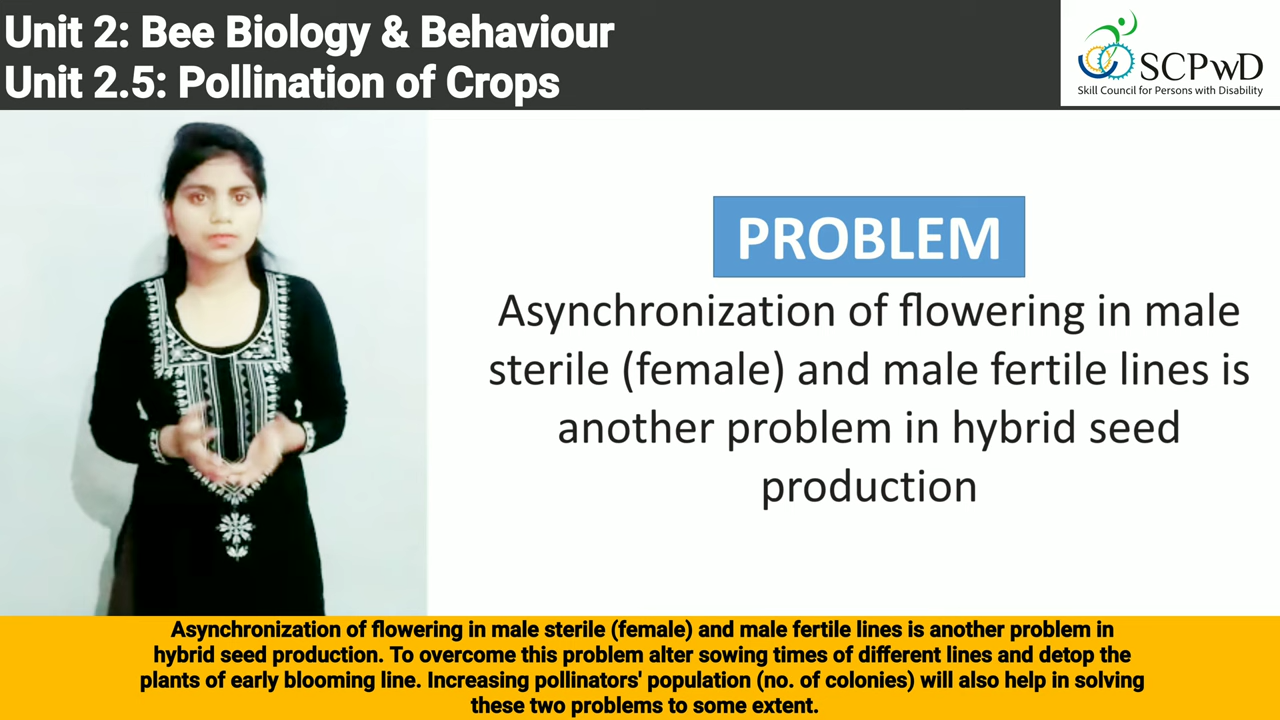 Unit 2: Bee Biology & Behaviour
Unit 2.5: Pollination of Crops
SCPwD
Skill Council for Persons with Disability
PROBLEM
Asynchronization of flowering in male
sterile (female) and male fertile lines is
another problem in hybrid seed
production
Asynchronization of flowering in male sterile (female) and male fertile lines is another problem in
hybrid seed production. To overcome this problem alter sowing times of different lines and detop the
plants of early blooming line. Increasing pollinators' population (no. of colonies) will also help in solving
these two problems to some extent.